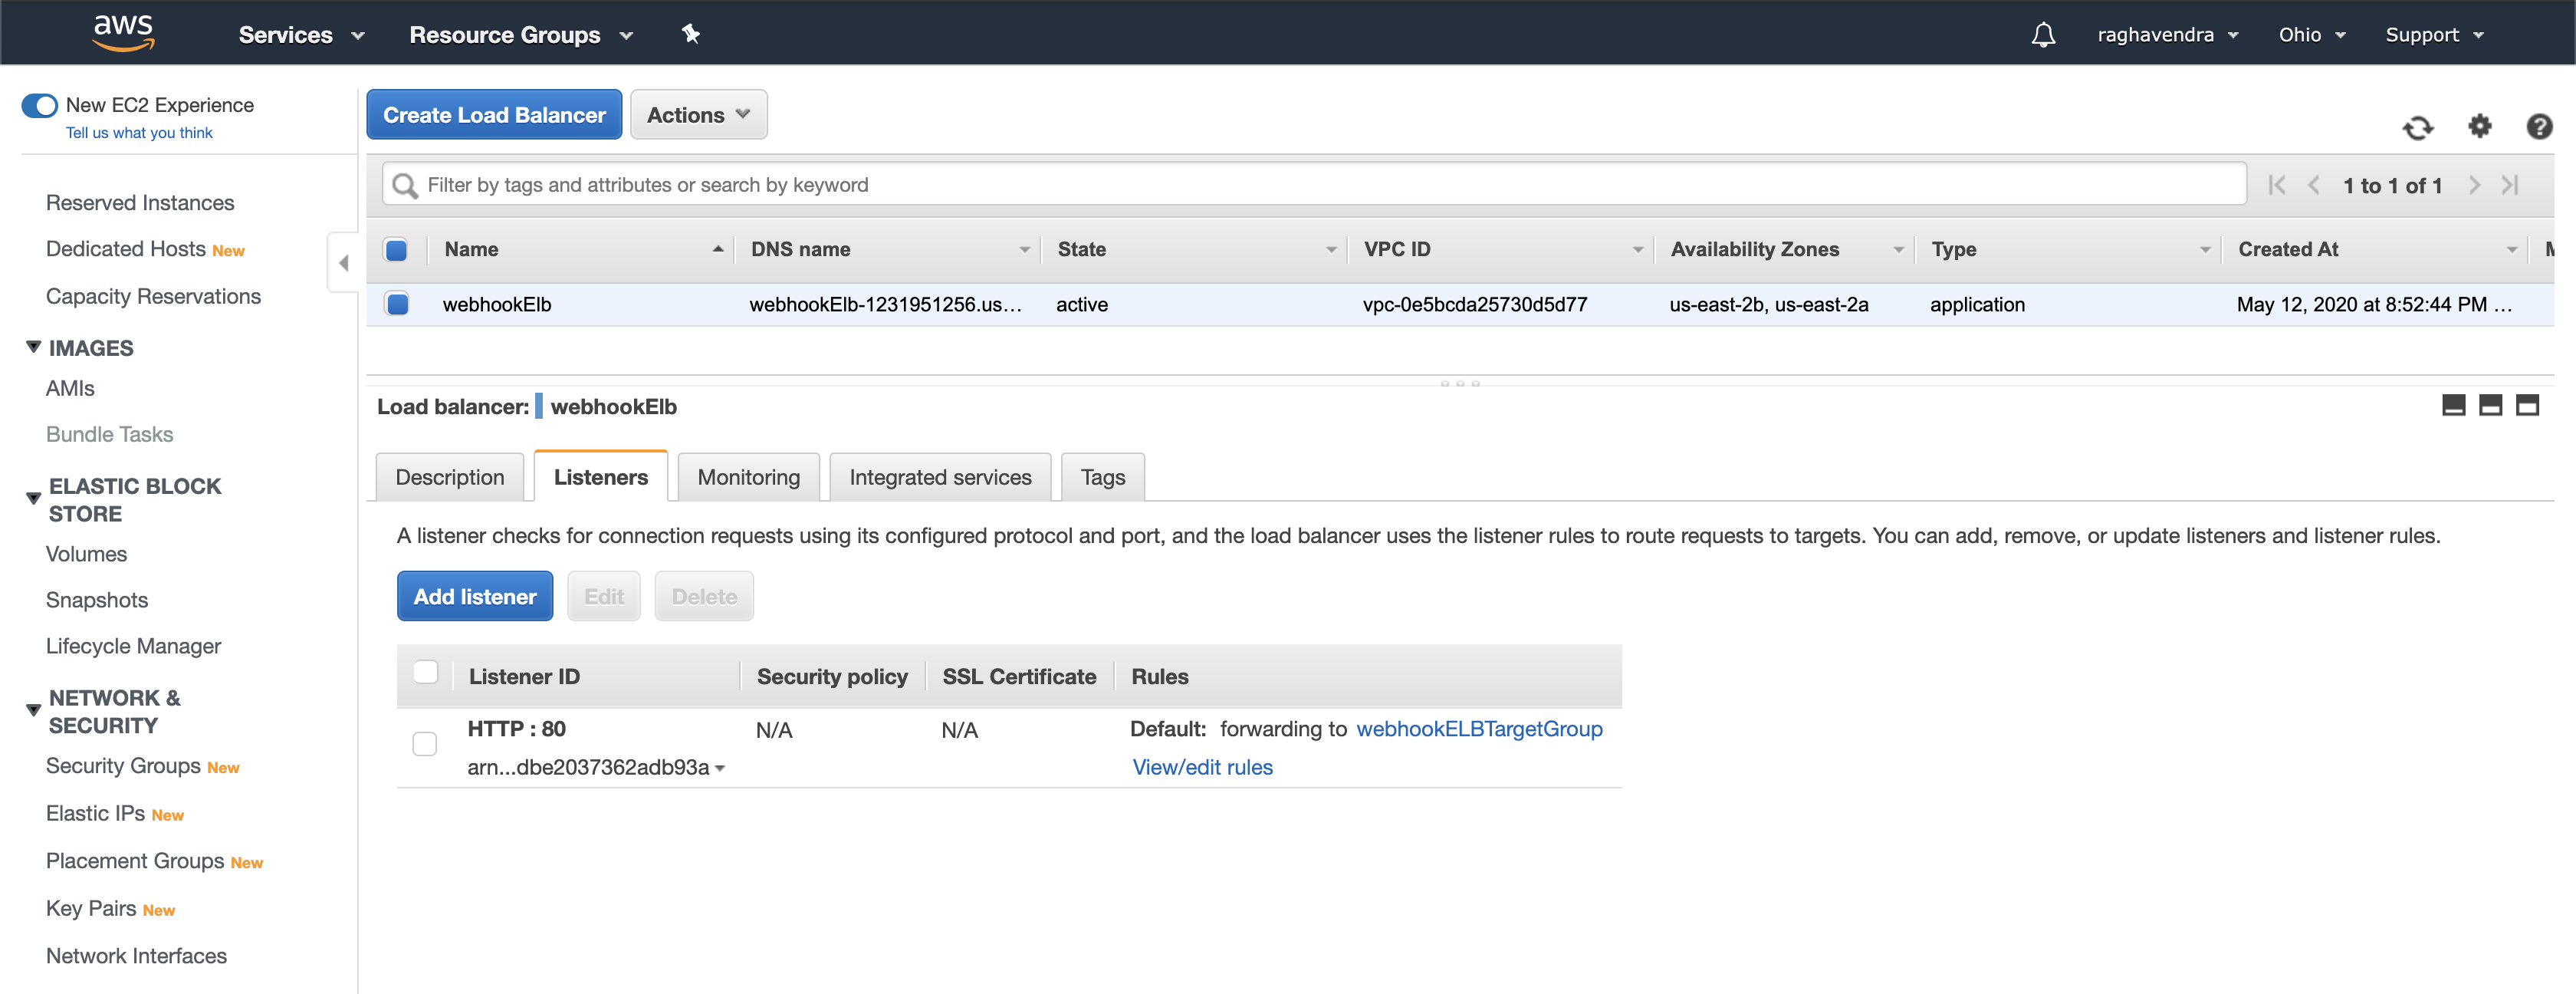 aws Services Resource Groups raghavendra Ohio Support
New EC2 Experience
Tell us what you think
Reserved Instances
Dedicated Hosts New
Capacity Reservations
IMAGES
AMIs
Bundle Tasks
ELASTIC BLOCK
STORE
Volumes
Snapshots
Lifecycle Manager
NETWORK &
SECURITY
Security Groups New
Elastic IPs New
Placement Groups New
Key Pairs New
Network Interfaces
Create Load Balancer Actions
Filter by tags and attributes or search by keyword 1 to 1 of 1
Name DNS name State VPC ID Availability Zones Type Created At
webhookElb webhookElb-1231951256.us... active vpc-0e5bcda25730d5d77 us-east-2b, us-east-2a application May 12, 2020 at 8:52:44 PM ...
Load balancer: webhookElb
Description Listeners Monitoring Integrated services Tags
A listener checks for connection requests using its configured protocol and port, and the load balancer uses the listener rules to route requests to targets. You can add, remove, or update listeners and listener rules.
Add listener Edit Delete
Listener ID Security policy SSL Certificate Rules
HTTP : 80 N/A N/A Default: forwarding to webhookELBTargetGroup
arn...dbe2037362adb93a View/edit rules